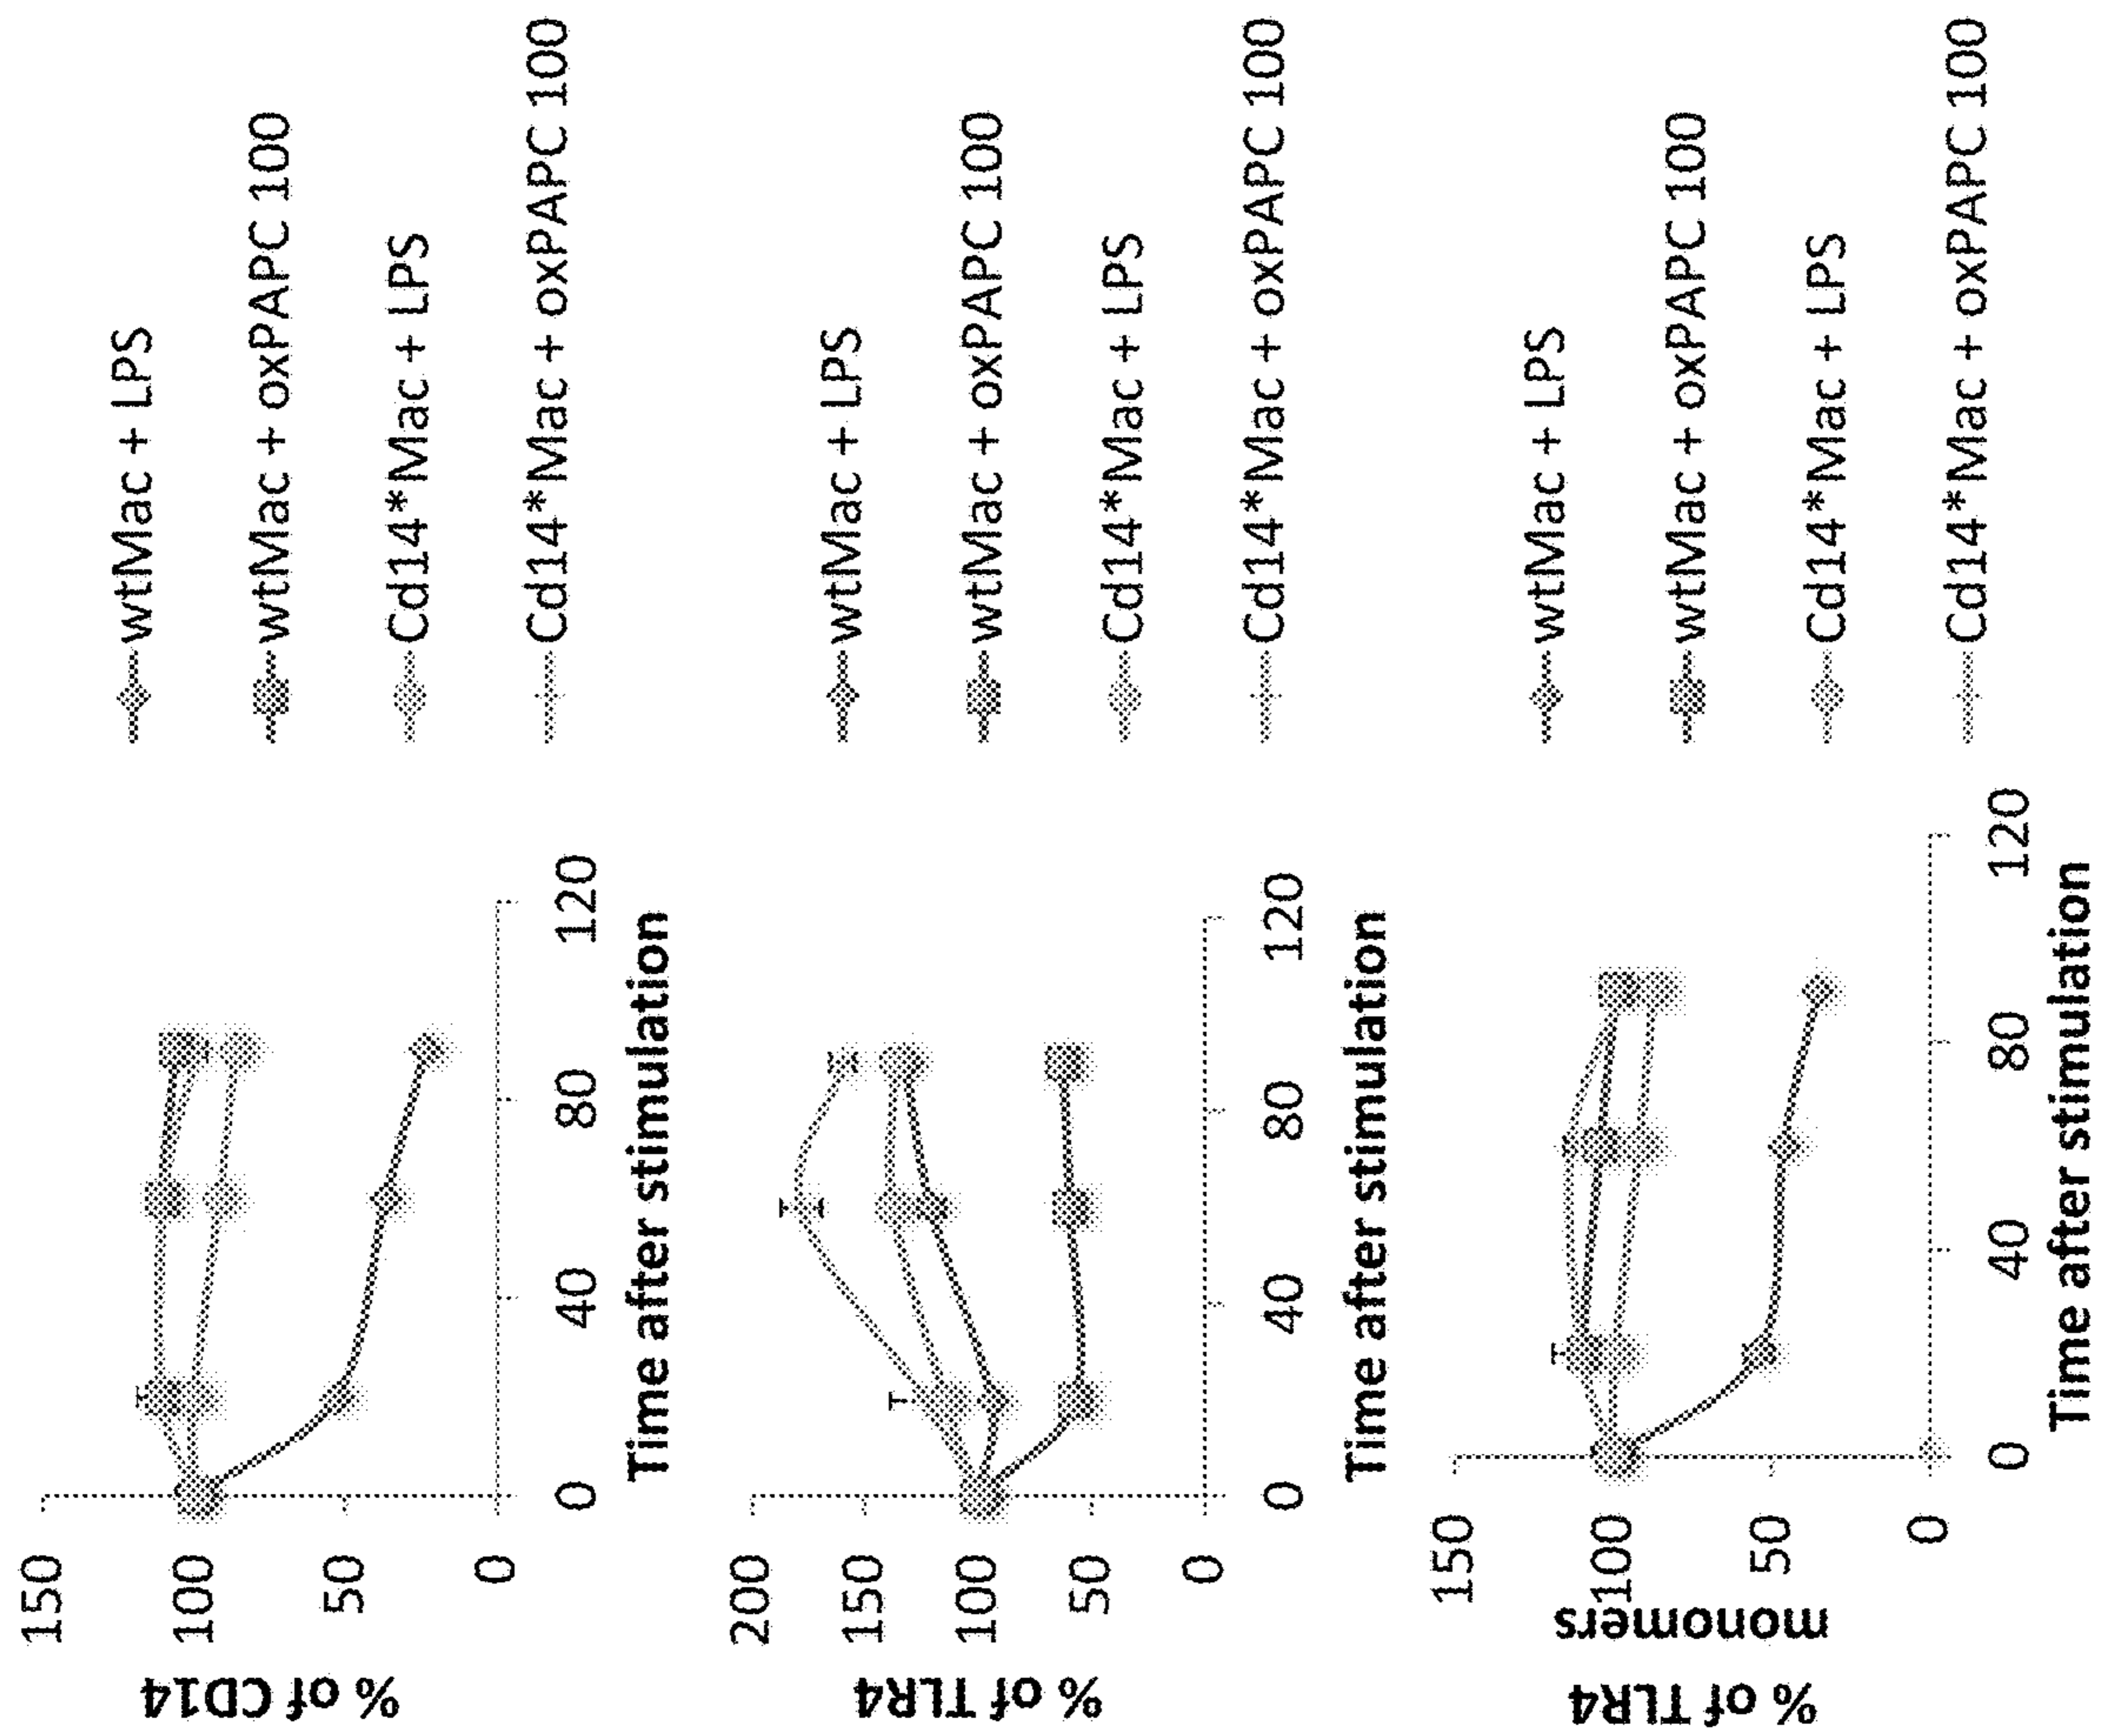 % of CD14
150
100
50
0
0
40
80
120
Time after stimulation
wtMac + LPS
wtMac + oxPAPC 100
Cd14*Mac + LPS
Cd14*Mac + oxPAPC 100
% of TLR4
200
150
100
50
0
0
40
80
120
Time after stimulation
wtMac + LPS
wtMac + oxPAPC 100
Cd14*Mac + LPS
Cd14*Mac + oxPAPC 100
% of TLR4
monomers
150
100
50
0
0
40
80
120
Time after stimulation
wtMac + LPS
wtMac + oxPAPC 100
Cd14*Mac + LPS
Cd14*Mac + oxPAPC 100